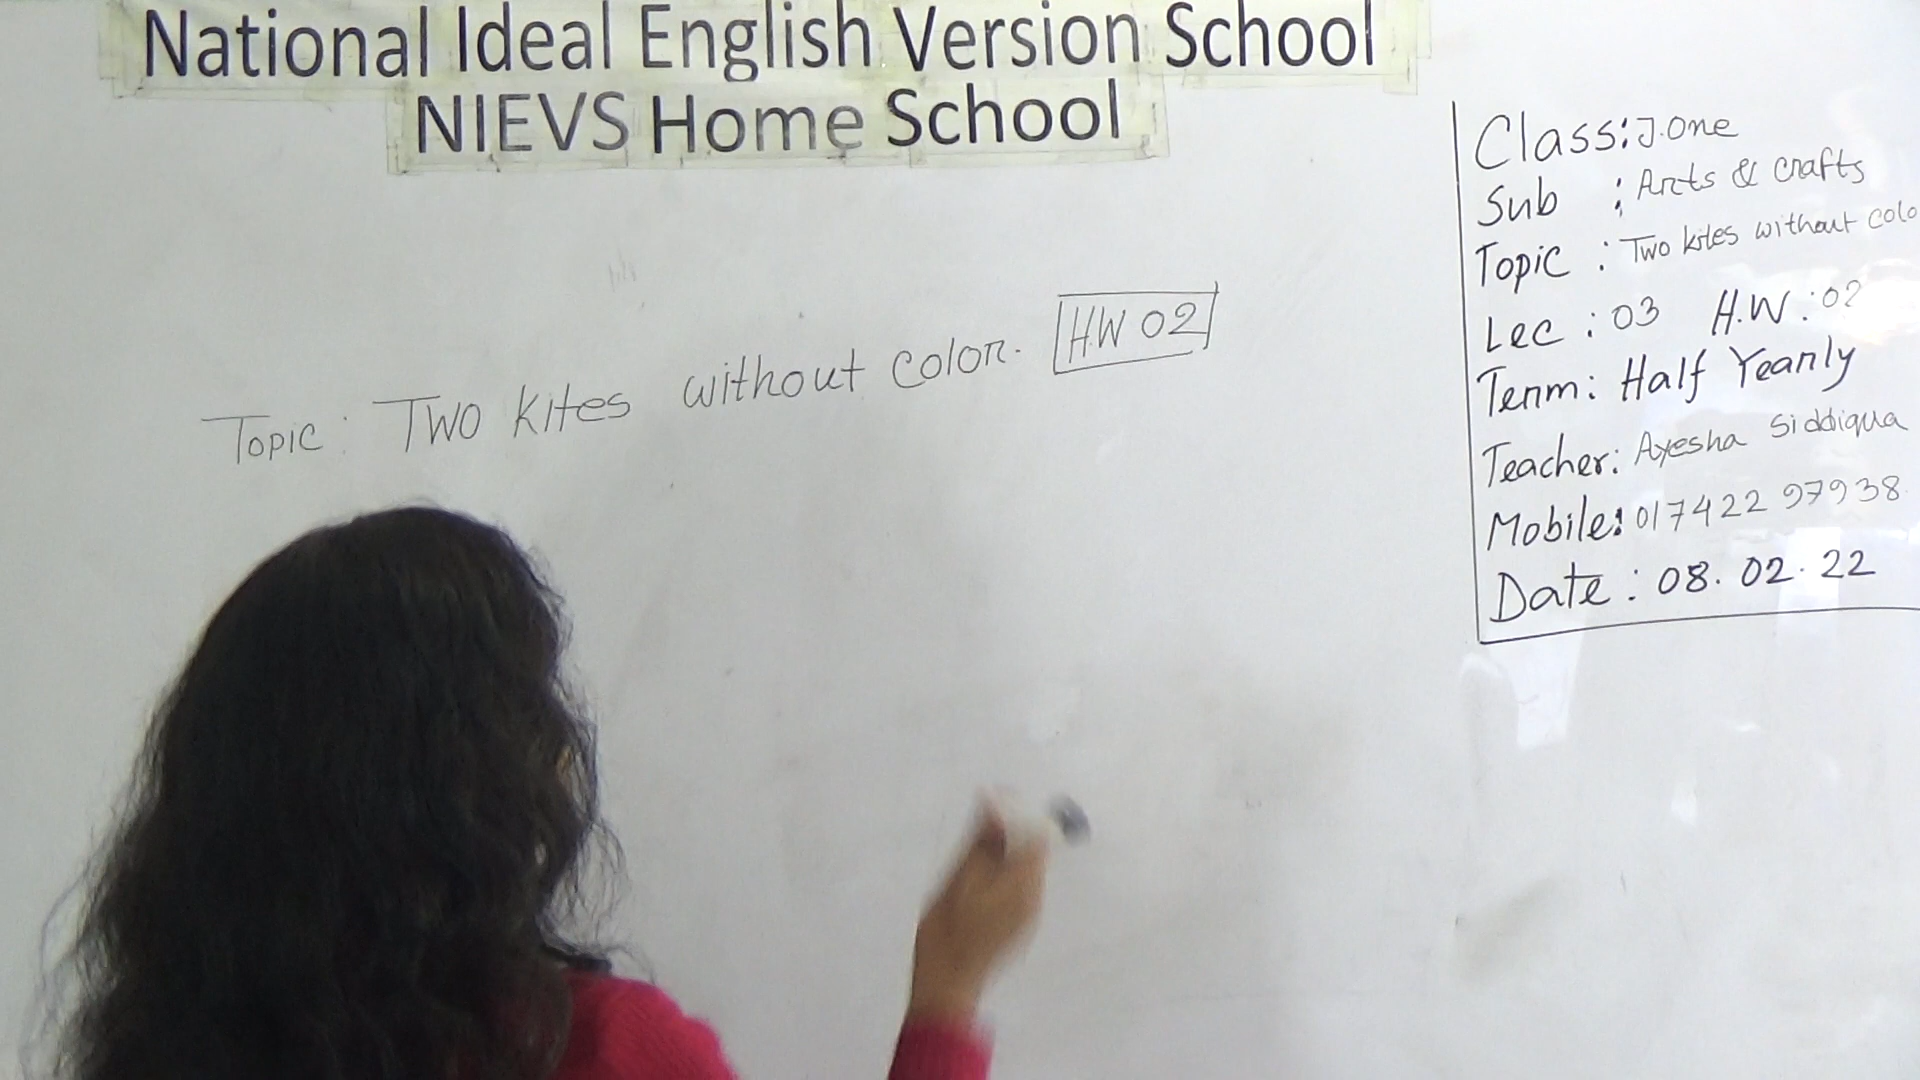 National Ideal English Version School
NIEVS Home School
Topic: Two kites without color. H.W 02
Class: J.One
Sub : Arts & crafts
Topic : Two kites without colo
Lec : 03 H.W.: 02
Term: Half Yearly
Teacher: Ayesha Siddiqua
Mobile: 017422 97938
Date : 08. 02. 22